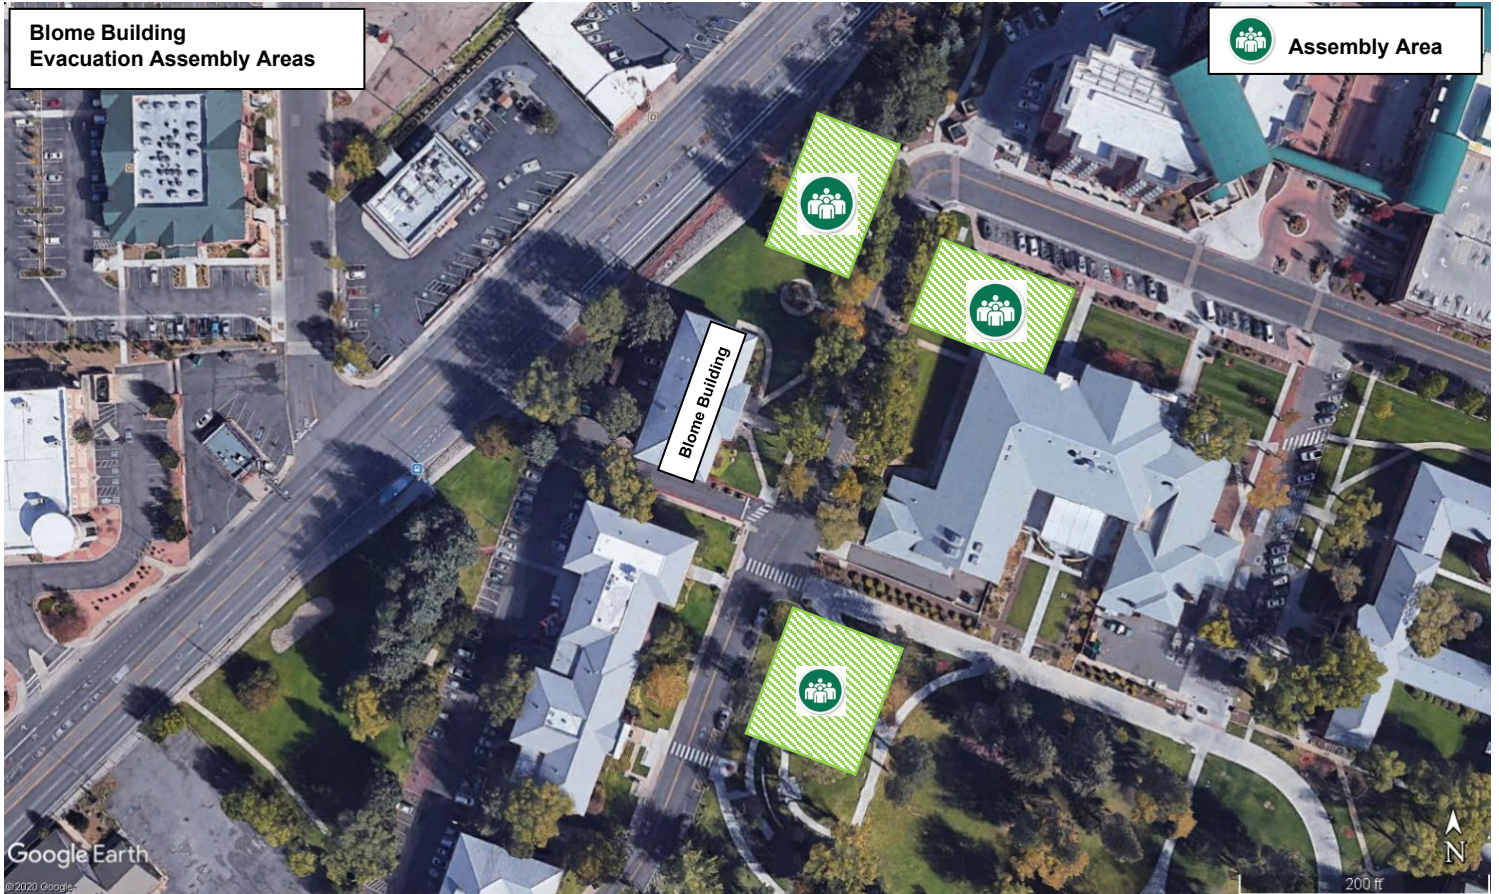 Blome Building
Evacuation Assembly Areas
Assembly Area
Blome Building
Google Earth
©2020 Google
N
200 ft